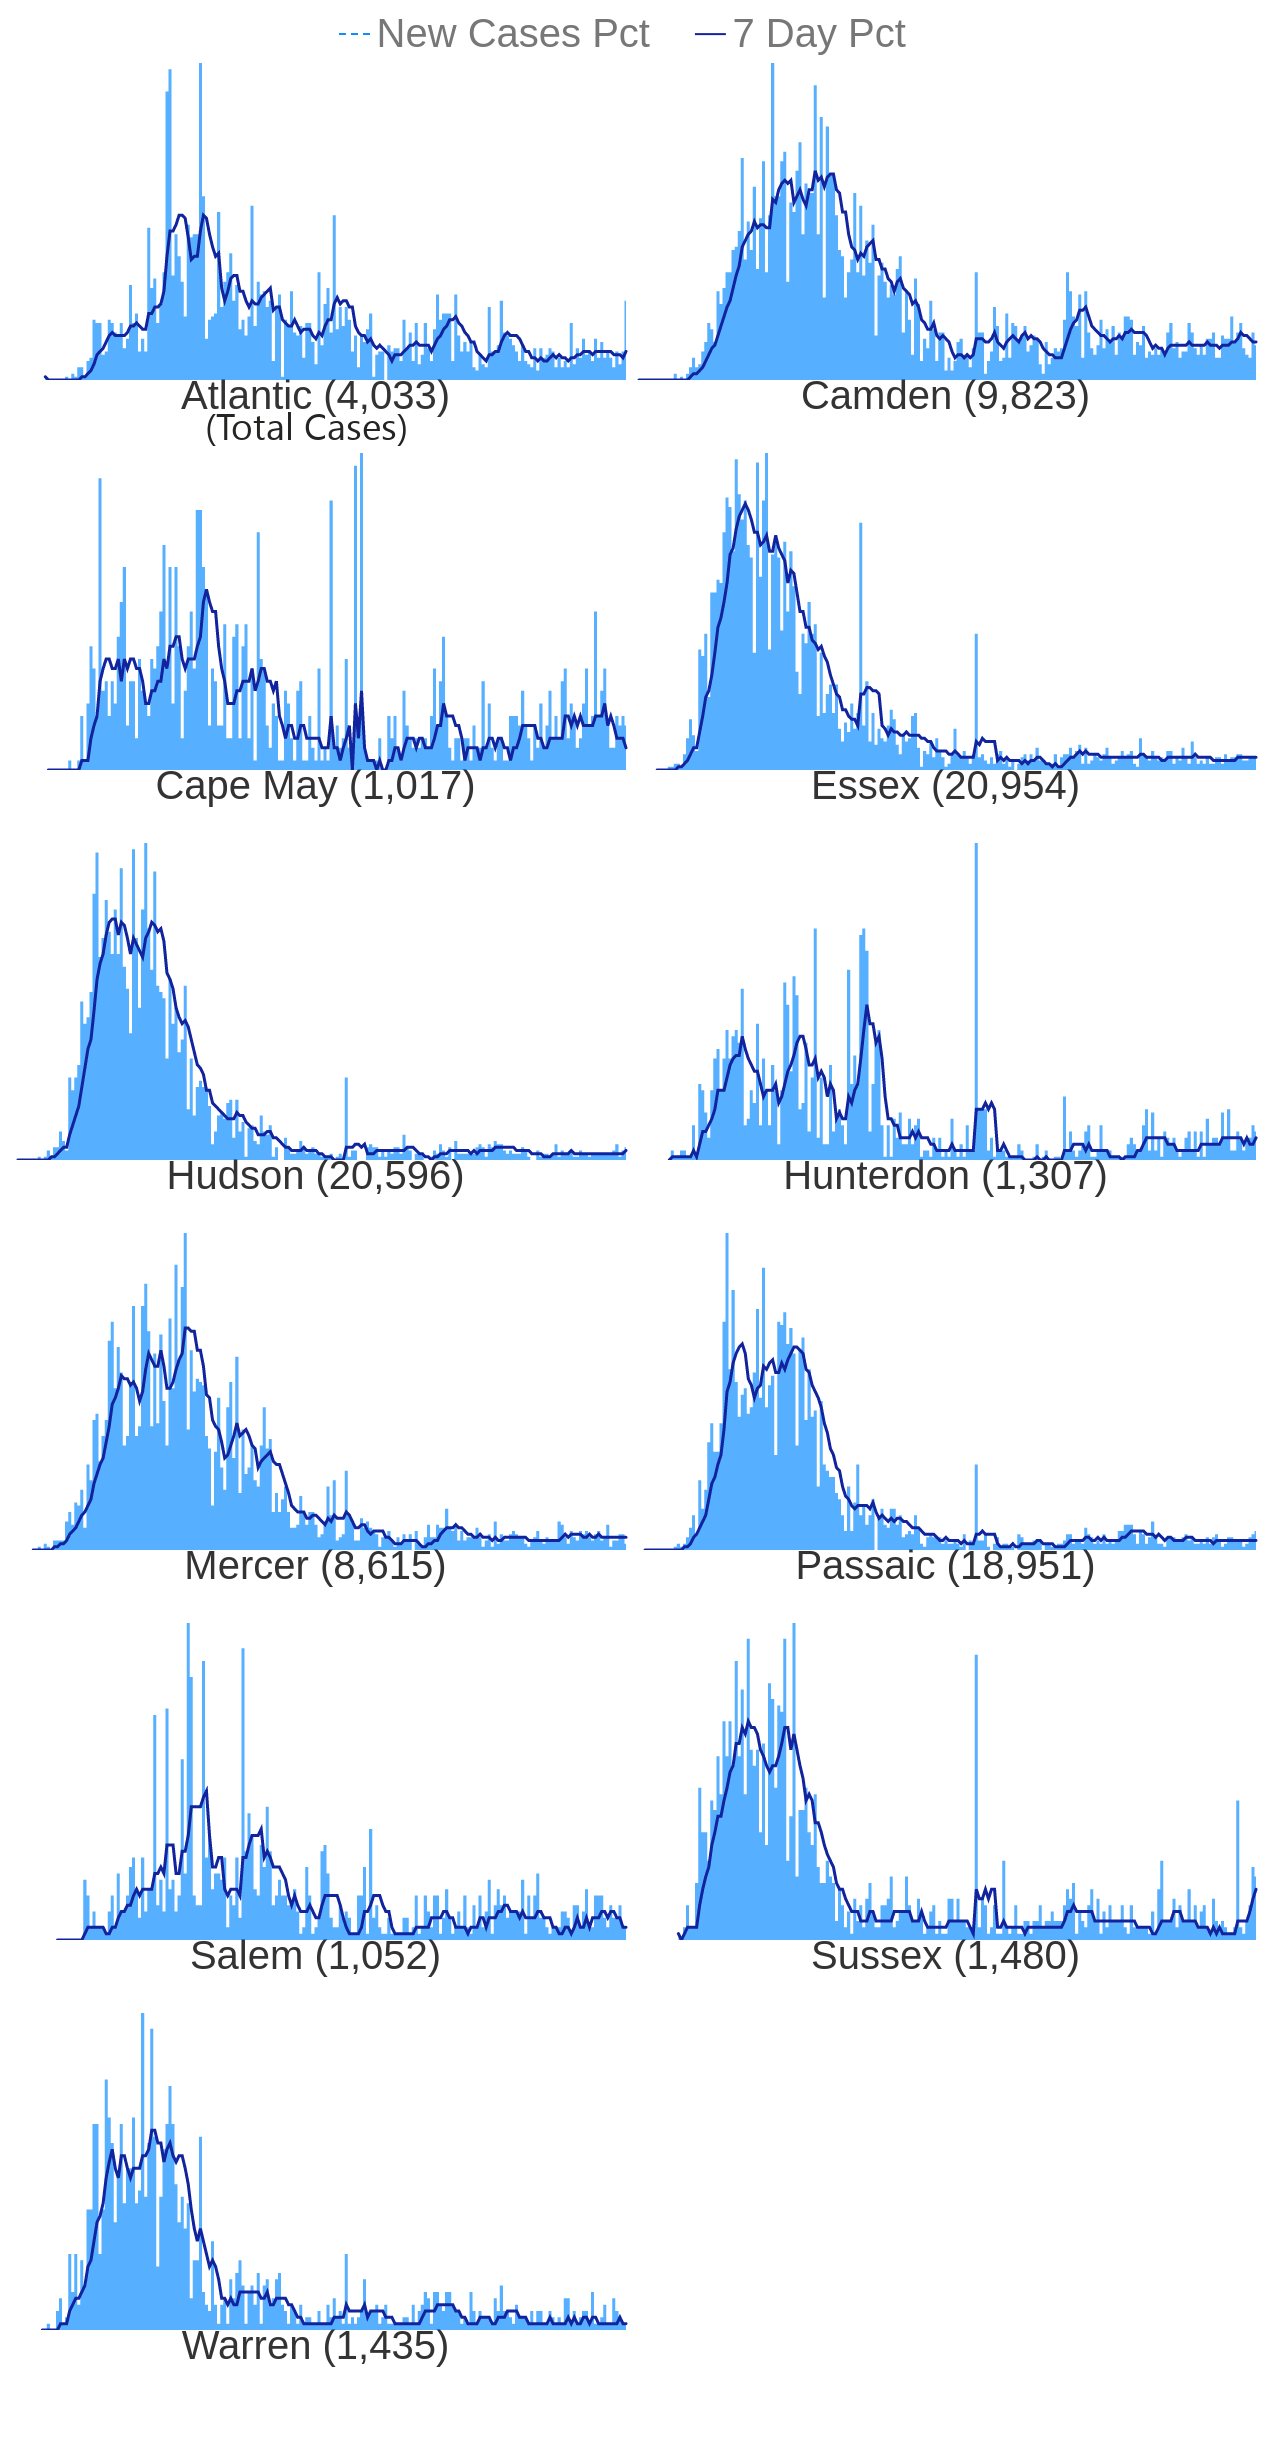 New Cases Pct 7 Day Pct
Atlantic (4,033) Camden (9,823)
(Total Cases)
Cape May (1,017) Essex (20,954)
Hudson (20,596) Hunterdon (1,307)
Mercer (8,615) Passaic (18,951)
Salem (1,052) Sussex (1,480)
Warren (1,435)